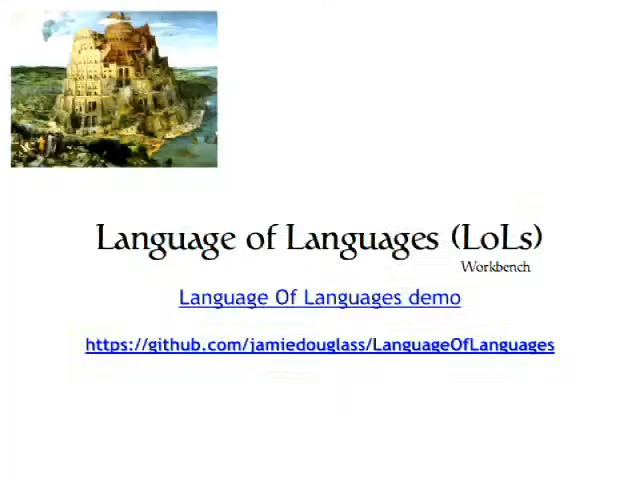 Language of Languages (LoLs)
Workbench
Language Of Languages demo
https://github.com/jamiedouglass/LanguageOfLanguages